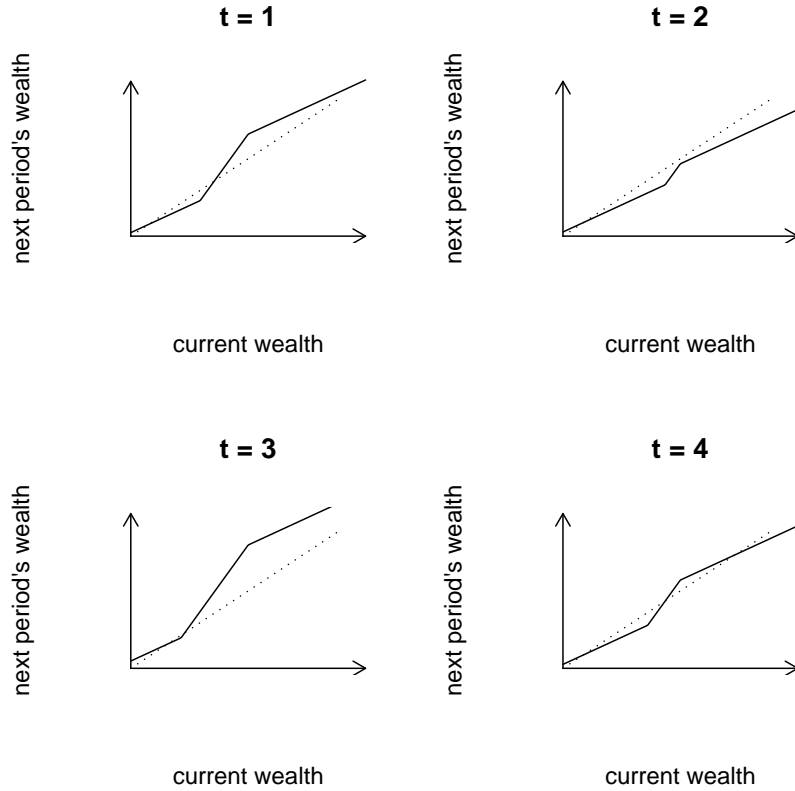 t = 1
next period's wealth
current wealth
t = 2
next period's wealth
current wealth
t = 3
next period's wealth
current wealth
t = 4
next period's wealth
current wealth